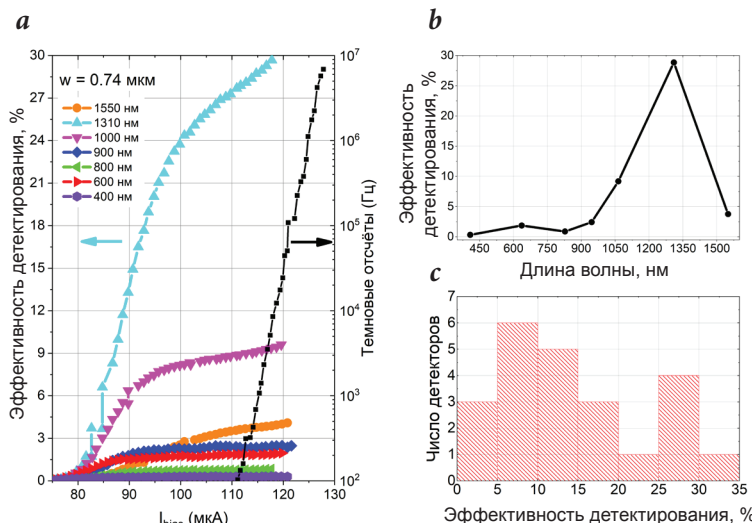 a
Эффективность детектирования, %
30
27
24
21
18
15
12
9
6
3
0
w = 0.74 мкм
1550 нм
1310 нм
1000 нм
900 нм
800 нм
600 нм
400 нм
10⁷
10⁶
10⁵
10⁴
10³
10²
Темновые отсчёты (Гц)
80 90 100 110 120 130
I_bias (мкА)
b
Эффективность
детектирования, %
30
25
20
15
10
5
0
450 600 750 900 1050 1200 1350 1500
Длина волны, нм
c
Число детекторов
7
6
5
4
3
2
1
0
0 5 10 15 20 25 30 35
Эффективность детектирования, %